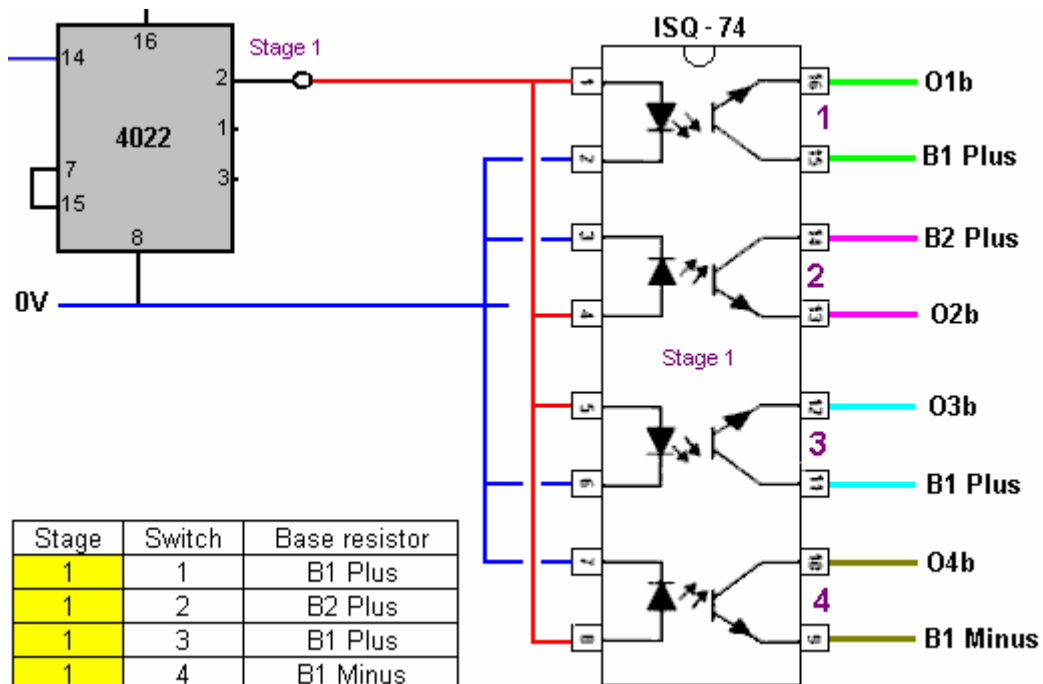 ISQ - 74
16
14
Stage 1
2
4022
1
7
3
15
8
0V
1
16
O1b
1
2
15
B1 Plus
3
14
B2 Plus
2
4
13
O2b
Stage 1
5
12
O3b
3
6
11
B1 Plus
7
10
O4b
4
8
9
B1 Minus
Stage Switch Base resistor
1 1 B1 Plus
1 2 B2 Plus
1 3 B1 Plus
1 4 B1 Minus